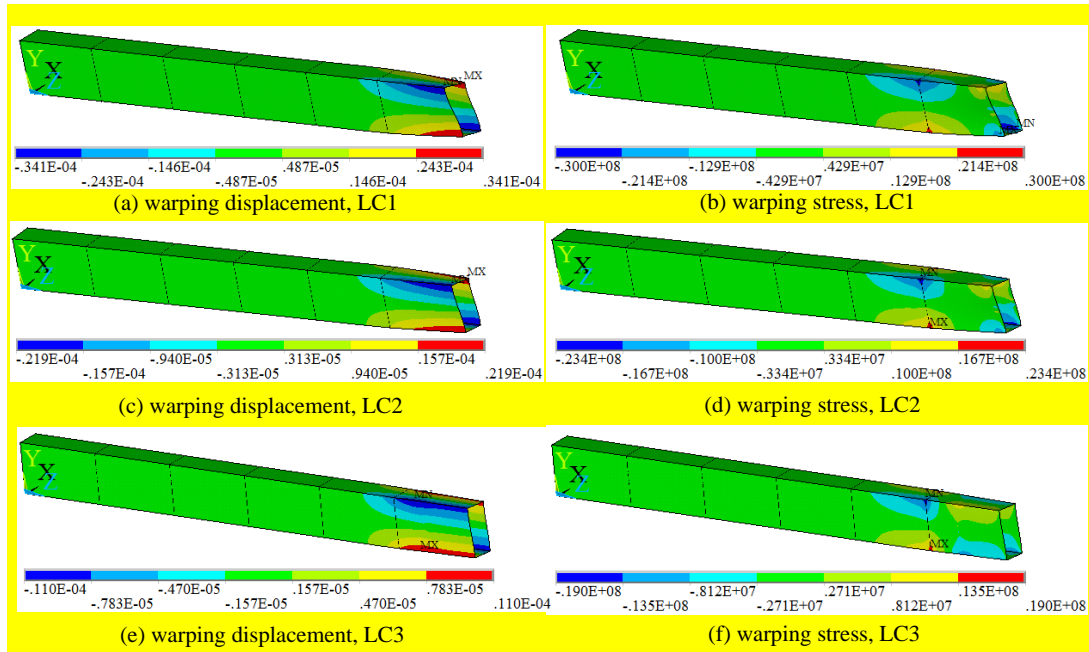 Y
X
Z
MN MX
-.341E-04 -.146E-04 .487E-05 .243E-04
-.243E-04 -.487E-05 .146E-04 .341E-04
(a) warping displacement, LC1
Y
X
Z
MN
-.300E+08 -.129E+08 .429E+07 .214E+08
-.214E+08 -.429E+07 .129E+08 .300E+08
(b) warping stress, LC1
Y
X
Z
MX
-.219E-04 -.940E-05 .313E-05 .157E-04
-.157E-04 -.313E-05 .940E-05 .219E-04
(c) warping displacement, LC2
Y
X
Z
MN
MX
-.234E+08 -.100E+08 .334E+07 .167E+08
-.167E+08 -.334E+07 .100E+08 .234E+08
(d) warping stress, LC2
Y
X
Z
MN
MX
-.110E-04 -.470E-05 .157E-05 .783E-05
-.783E-05 -.157E-05 .470E-05 .110E-04
(e) warping displacement, LC3
Y
X
Z
MN
MX
-.190E+08 -.812E+07 .271E+07 .135E+08
-.135E+08 -.271E+07 .812E+07 .190E+08
(f) warping stress, LC3